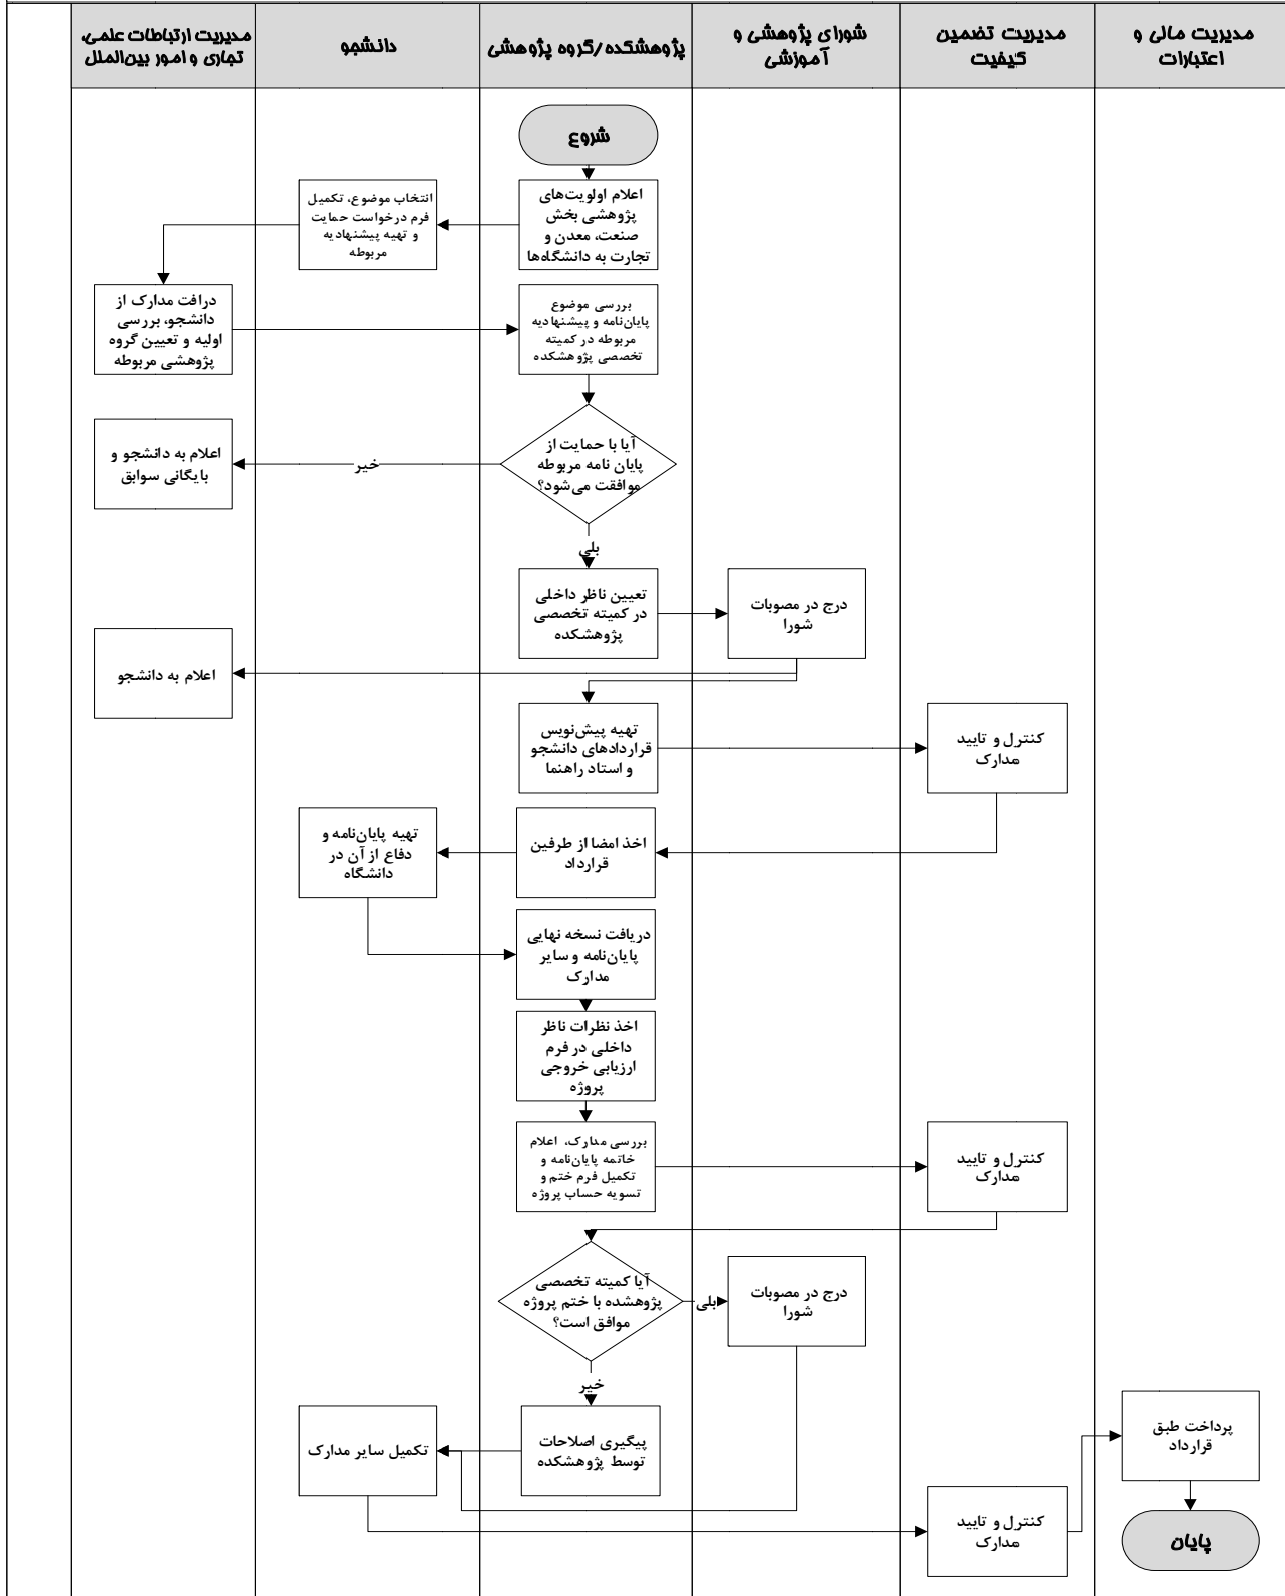 مدیریت مالی و
اعتبارات
مدیریت تضمین
کیفیت
شورای پژوهشی و
آموزشی
پژوهشکده/گروه پژوهشی
دانشجو
مدیریت ارتباطات علمی،
تجاری و امور بین‌الملل
شروع
اعلام اولویت‌های
پژوهشی بخش
صنعت، معدن و
تجارت به دانشگاه‌ها
انتخاب موضوع، تکمیل
فرم درخواست حمایت
و تهیه پیشنهادیه
مربوطه
درافت مدارک از
دانشجو، بررسی
اولیه و تعیین گروه
پژوهشی مربوطه
بررسی موضوع
پایان‌نامه و پیشنهادیه
مربوطه در کمیته
تخصصی پژوهشکده
آیا با حمایت از
پایان نامه مربوطه
موافقت می‌شود؟
خیر
اعلام به دانشجو و
بایگانی سوابق
بلی
تعیین ناظر داخلی
در کمیته تخصصی
پژوهشکده
درج در مصوبات
شورا
اعلام به دانشجو
تهیه پیش‌نویس
قراردادهای دانشجو
و استاد راهنما
کنترل و تایید
مدارک
اخذ امضا از طرفین
قرارداد
تهیه پایان‌نامه و
دفاع از آن در
دانشگاه
دریافت نسخه نهایی
پایان‌نامه و سایر
مدارک
اخذ نظرات ناظر
داخلی در فرم
ارزیابی خروجی
پروژه
بررسی مدارک، اعلام
خاتمه پایان‌نامه و
تکمیل فرم ختم و
تسویه حساب پروژه
کنترل و تایید
مدارک
آیا کمیته تخصصی
پژوهشده با ختم پروژه
موافق است؟
بلی
درج در مصوبات
شورا
خیر
پیگیری اصلاحات
توسط پژوهشکده
تکمیل سایر مدارک
کنترل و تایید
مدارک
پرداخت طبق
قرارداد
پایان